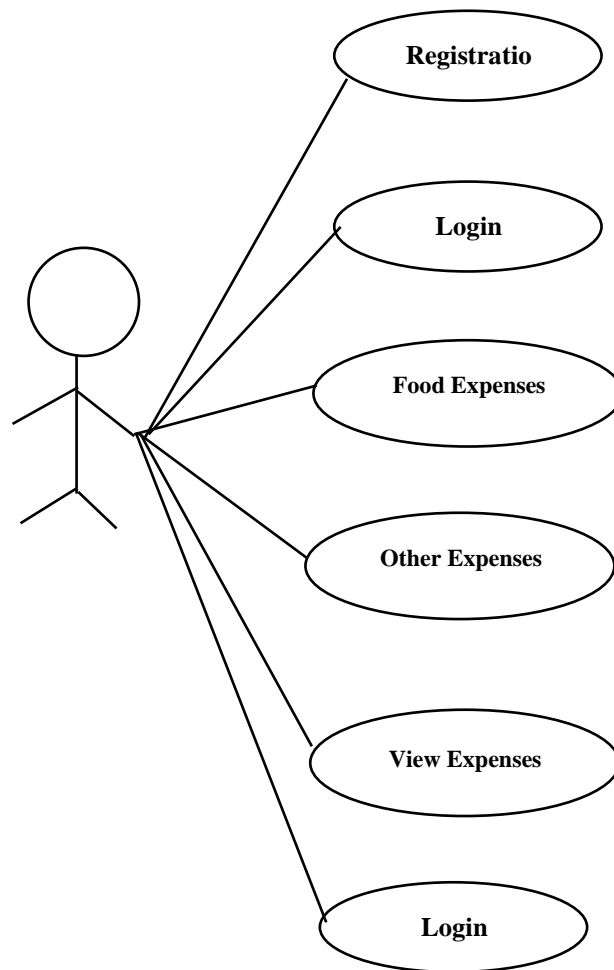 Registratio
Login
Food Expenses
Other Expenses
View Expenses
Login